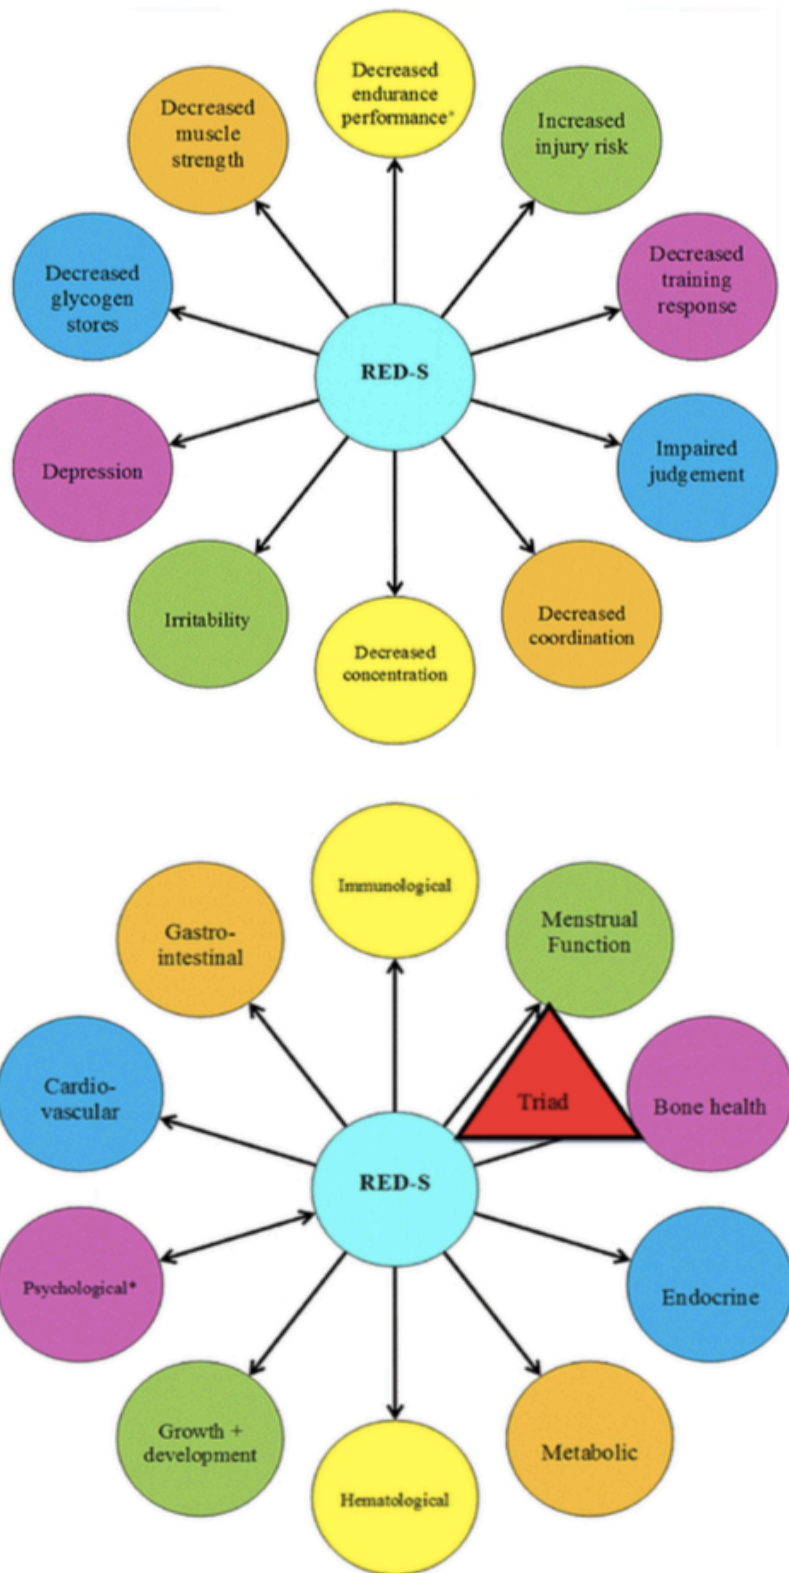 Decreased
endurance
performance*
Decreased
muscle
strength
Increased
injury risk
Decreased
glycogen
stores
Decreased
training
response
RED-S
Depression
Impaired
judgement
Irritability
Decreased
concentration
Decreased
coordination
Immunological
Gastro-
intestinal
Menstrual
Function
Cardio-
vascular
Triad
Bone health
RED-S
Psychological*
Endocrine
Growth +
development
Metabolic
Hematological